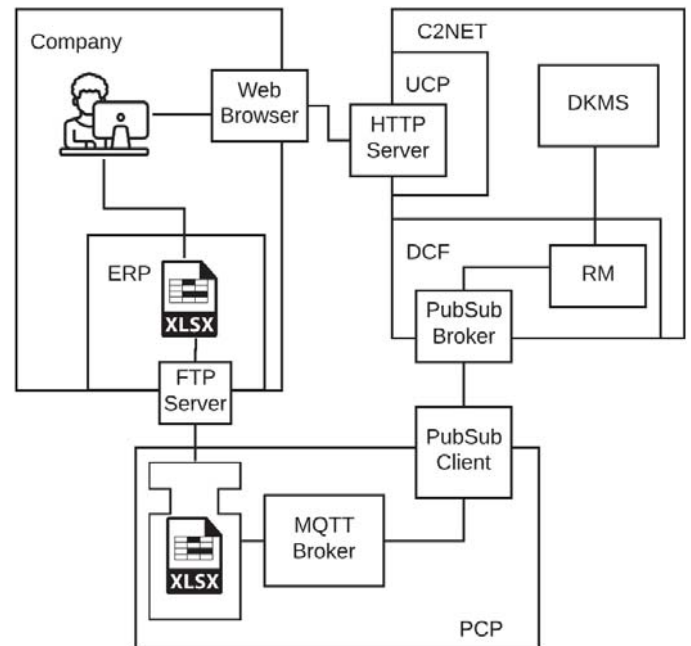 Company
C2NET
Web
Browser
UCP
HTTP
Server
DKMS
ERP
XLSX
FTP
Server
DCF
RM
PubSub
Broker
PubSub
Client
MQTT
Broker
XLSX
PCP